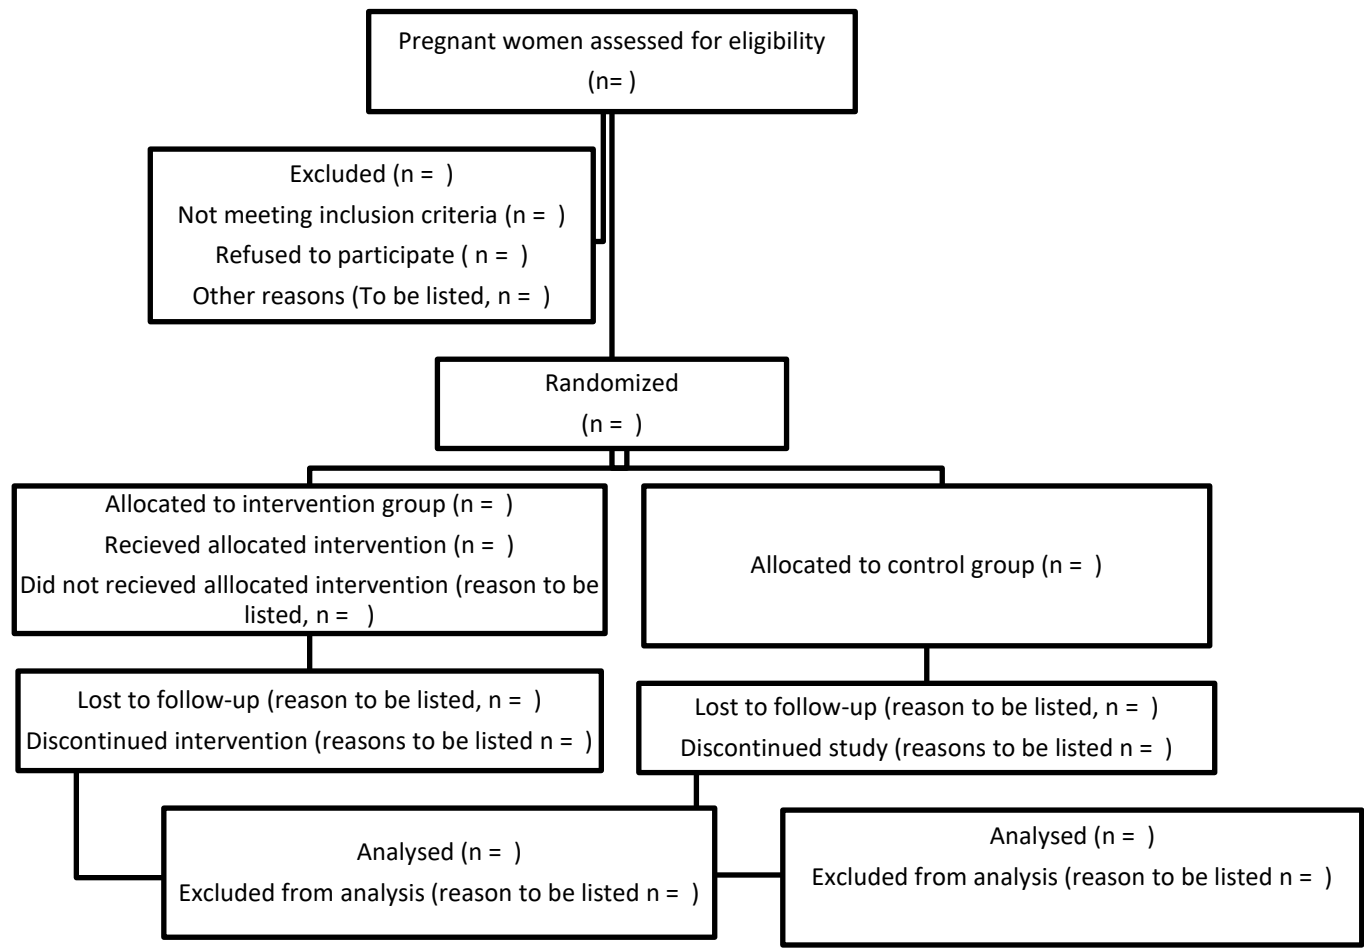 Pregnant women assessed for eligibility
(n= )
Excluded (n =  )
Not meeting inclusion criteria (n =  )
Refused to participate ( n =  )
Other reasons (To be listed, n =  )
Randomized
(n =  )
Allocated to intervention group (n =  )
Recieved allocated intervention (n =  )
Did not recieved alllocated intervention (reason to be
listed, n =   )
Allocated to control group (n =  )
Lost to follow-up (reason to be listed, n =  )
Discontinued intervention (reasons to be listed n =  )
Lost to follow-up (reason to be listed, n =  )
Discontinued study (reasons to be listed n =  )
Analysed (n =  )
Excluded from analysis (reason to be listed n =  )
Analysed (n =  )
Excluded from analysis (reason to be listed n =  )